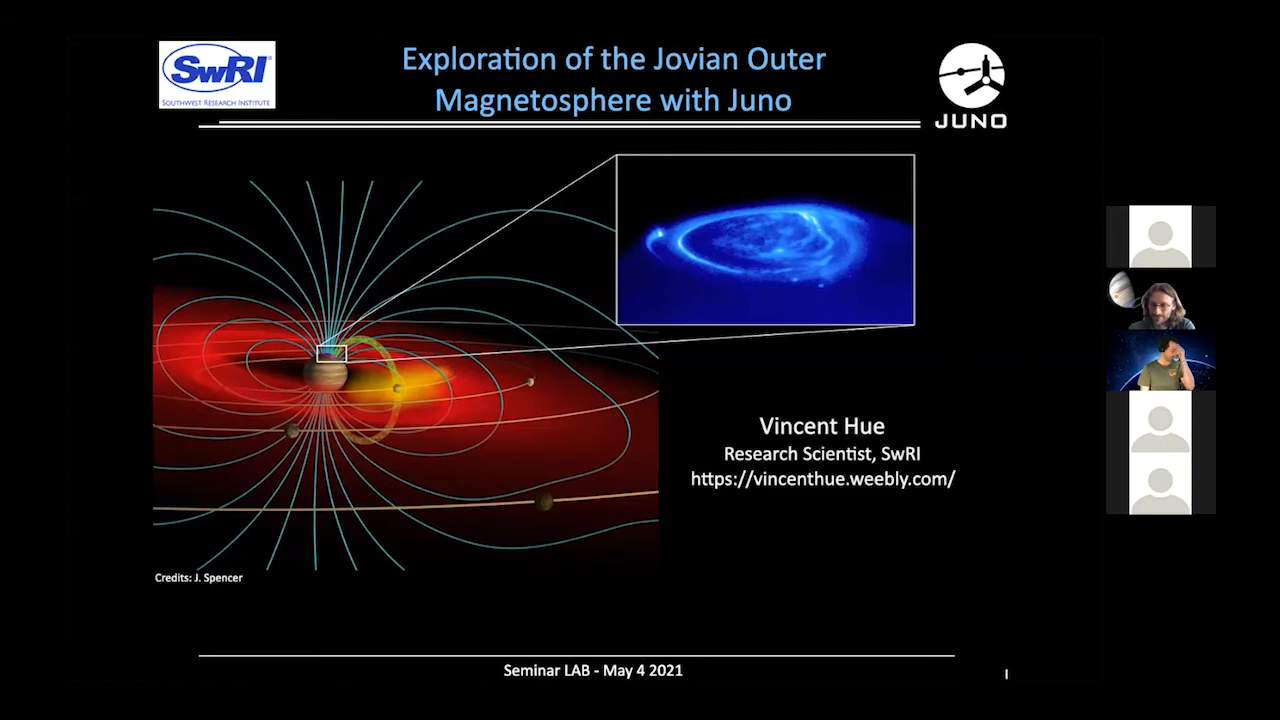 SwRI
SOUTHWEST RESEARCH INSTITUTE
Exploration of the Jovian Outer
Magnetosphere with Juno
JUNO
Vincent Hue
Research Scientist, SwRI
https://vincenthue.weebly.com/
Credits: J. Spencer
Seminar LAB - May 4 2021
I